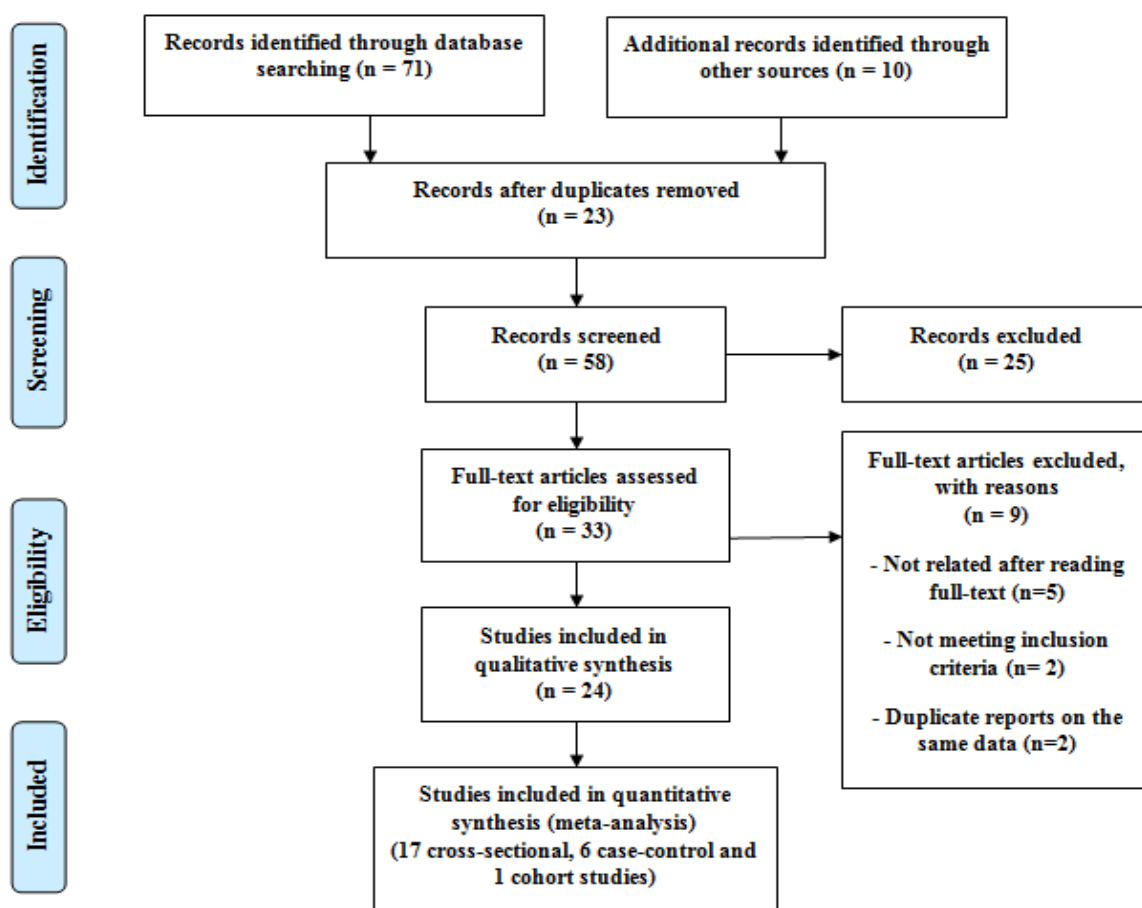 Identification
Records identified through database
searching (n = 71)
Additional records identified through
other sources (n = 10)
Records after duplicates removed
(n = 23)
Screening
Records screened
(n = 58)
Records excluded
(n = 25)
Eligibility
Full-text articles assessed
for eligibility
(n = 33)
Full-text articles excluded,
with reasons
(n = 9)
- Not related after reading
full-text (n=5)
- Not meeting inclusion
criteria (n= 2)
- Duplicate reports on the
same data (n=2)
Studies included in
qualitative synthesis
(n = 24)
Included
Studies included in quantitative
synthesis (meta-analysis)
(17 cross-sectional, 6 case-control and
1 cohort studies)